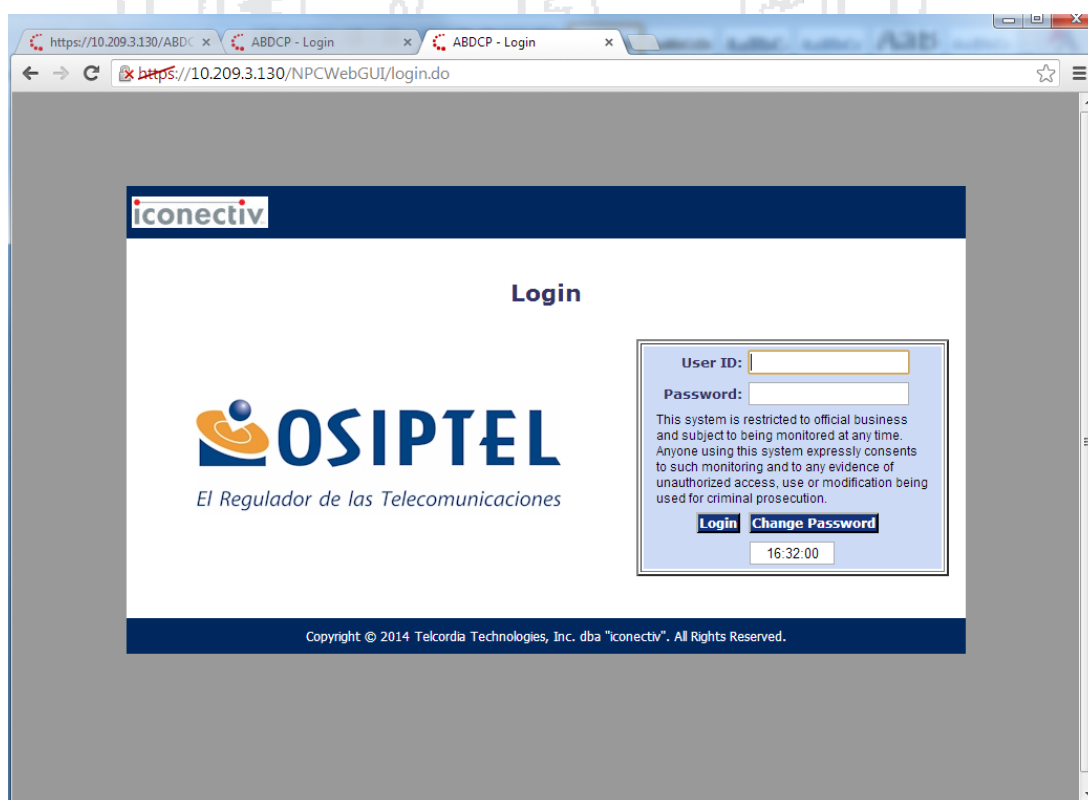 https://10.209.3.130/ABDC
ABDCP - Login
ABDCP - Login
https://10.209.3.130/NPCWebGUI/login.do
iconectiv
Login
User ID:
Password:
This system is restricted to official business
and subject to being monitored at any time.
Anyone using this system expressly consents
to such monitoring and to any evidence of
unauthorized access, use or modification being
used for criminal prosecution.
Login Change Password
16:32:00
OSIPTEL
El Regulador de las Telecomunicaciones
Copyright © 2014 Telcordia Technologies, Inc. dba "iconectiv". All Rights Reserved.